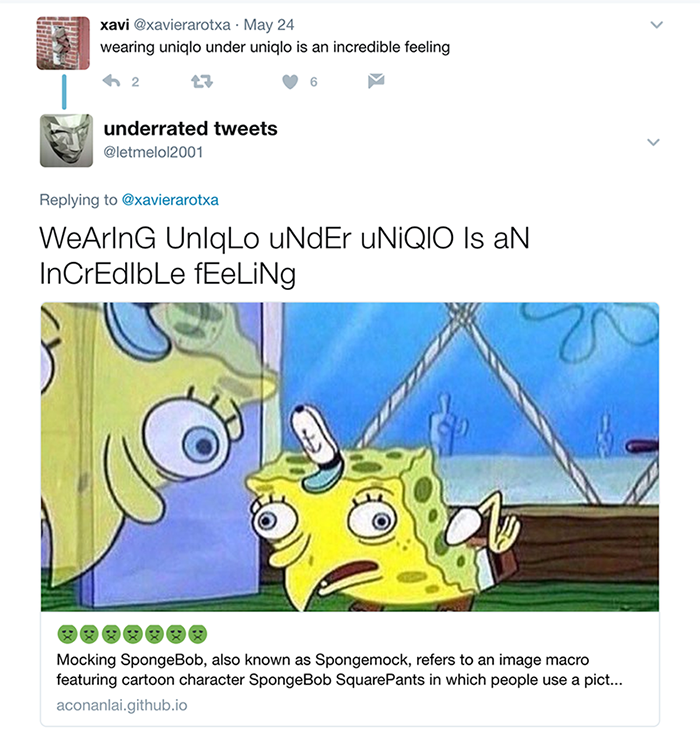 xavi @xavierarotxa · May 24
wearing uniqlo under uniqlo is an incredible feeling
2 6
underrated tweets
@letmelol2001
Replying to @xavierarotxa
WeArInG UnIqLo uNdEr uNiQlO Is aN
InCrEdIbLe fEeLiNg
Mocking SpongeBob, also known as Spongemock, refers to an image macro
featuring cartoon character SpongeBob SquarePants in which people use a pict...
aconanlai.github.io